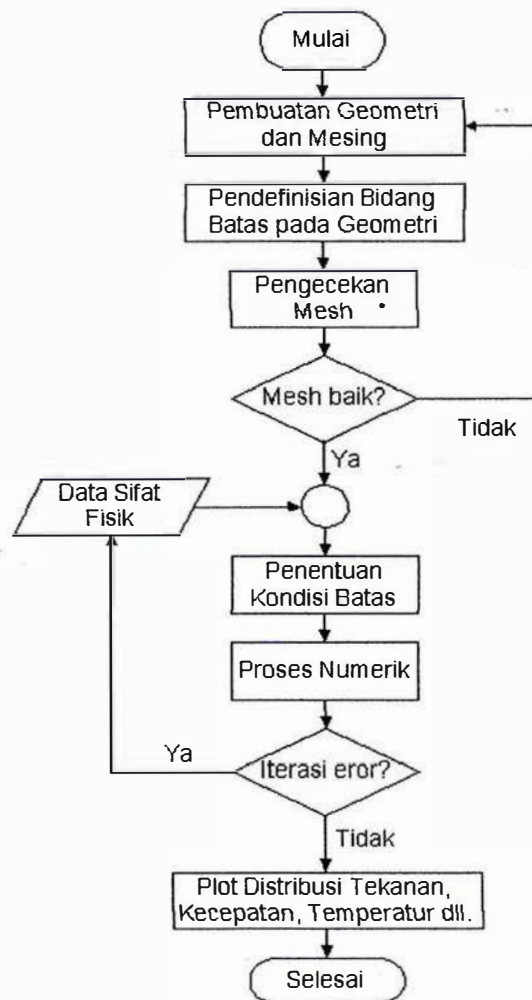 Mulai
Pembuatan Geometri
dan Mesing
Pendefinisian Bidang
Batas pada Geometri
Pengecekan
Mesh
Mesh baik?
Tidak
Ya
Data Sifat
Fisik
Penentuan
Kondisi Batas
Proses Numerik
Ya
Iterasi eror?
Tidak
Plot Distribusi Tekanan,
Kecepatan, Temperatur dll.
Selesai